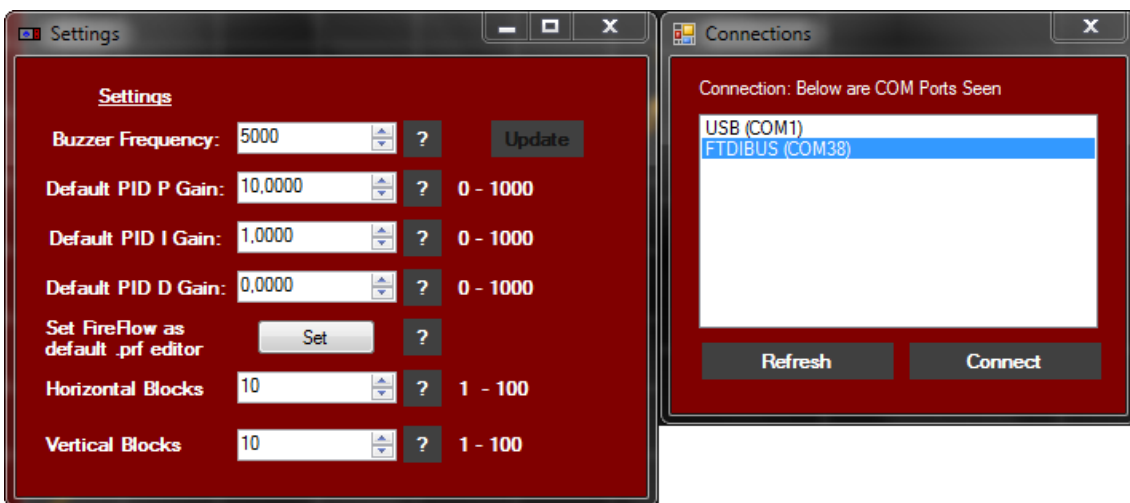 Settings
Settings
Buzzer Frequency: 5000 ? Update
Default PID P Gain: 10,0000 ? 0 - 1000
Default PID I Gain: 1,0000 ? 0 - 1000
Default PID D Gain: 0,0000 ? 0 - 1000
Set FireFlow as
default .prf editor Set ?
Horizontal Blocks 10 ? 1 - 100
Vertical Blocks 10 ? 1 - 100
Connections
Connection: Below are COM Ports Seen
USB (COM1)
FTDIBUS (COM38)
Refresh Connect